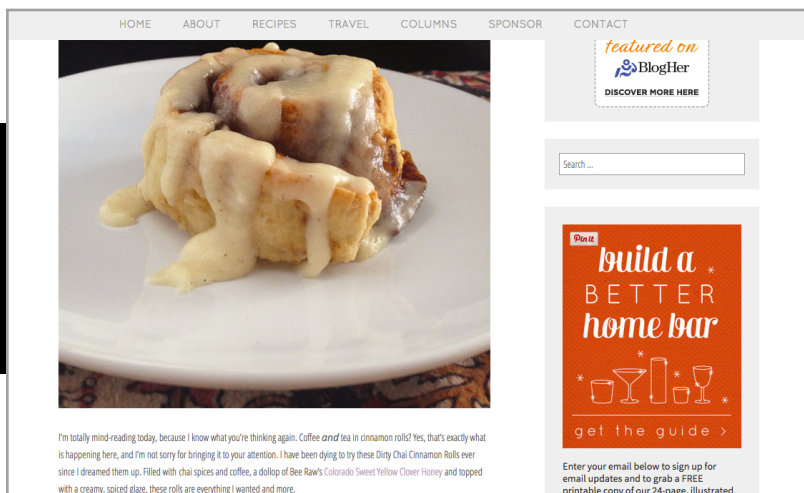 HOME ABOUT RECIPES TRAVEL COLUMNS SPONSOR CONTACT
featured on
BlogHer
DISCOVER MORE HERE
Search ...
Pin it
build a
BETTER
home bar
get the guide >
Enter your email below to sign up for
email updates and to grab a FREE
printable copy of our 24-page, illustrated
I'm totally mind-reading today, because I know what you're thinking again. Coffee and tea in cinnamon rolls? Yes, that's exactly what
is happening here, and I'm not sorry for bringing it to your attention. I have been dying to try these Dirty Chai Cinnamon Rolls ever
since I dreamed them up. Filled with chai spices and coffee, a dollop of Bee Raw's Colorado Sweet Yellow Clover Honey and topped
with a creamy, spiced glaze, these rolls are everything I wanted and more.